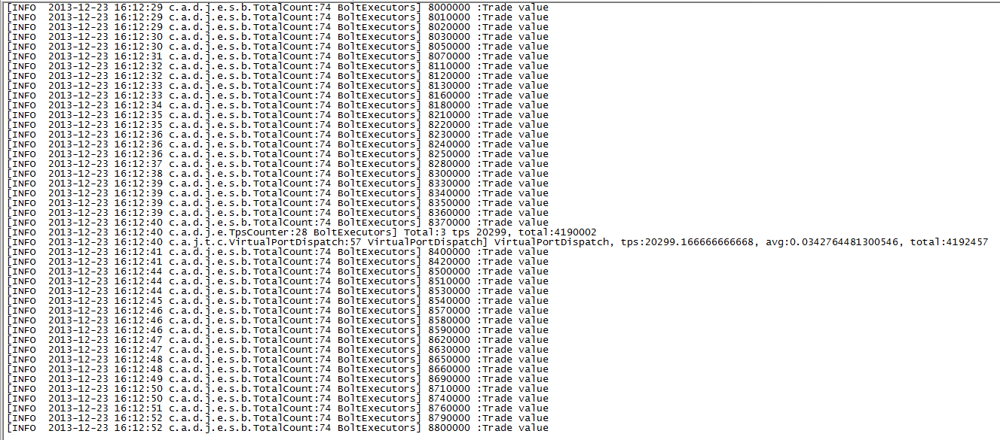 [INFO  2013-12-23 16:12:29 c.a.d.j.e.s.b.TotalCount:74 BoltExecutors] 8000000 :Trade value
[INFO  2013-12-23 16:12:29 c.a.d.j.e.s.b.TotalCount:74 BoltExecutors] 8010000 :Trade value
[INFO  2013-12-23 16:12:29 c.a.d.j.e.s.b.TotalCount:74 BoltExecutors] 8020000 :Trade value
[INFO  2013-12-23 16:12:30 c.a.d.j.e.s.b.TotalCount:74 BoltExecutors] 8030000 :Trade value
[INFO  2013-12-23 16:12:30 c.a.d.j.e.s.b.TotalCount:74 BoltExecutors] 8050000 :Trade value
[INFO  2013-12-23 16:12:31 c.a.d.j.e.s.b.TotalCount:74 BoltExecutors] 8070000 :Trade value
[INFO  2013-12-23 16:12:32 c.a.d.j.e.s.b.TotalCount:74 BoltExecutors] 8110000 :Trade value
[INFO  2013-12-23 16:12:32 c.a.d.j.e.s.b.TotalCount:74 BoltExecutors] 8120000 :Trade value
[INFO  2013-12-23 16:12:33 c.a.d.j.e.s.b.TotalCount:74 BoltExecutors] 8130000 :Trade value
[INFO  2013-12-23 16:12:33 c.a.d.j.e.s.b.TotalCount:74 BoltExecutors] 8160000 :Trade value
[INFO  2013-12-23 16:12:34 c.a.d.j.e.s.b.TotalCount:74 BoltExecutors] 8180000 :Trade value
[INFO  2013-12-23 16:12:35 c.a.d.j.e.s.b.TotalCount:74 BoltExecutors] 8210000 :Trade value
[INFO  2013-12-23 16:12:35 c.a.d.j.e.s.b.TotalCount:74 BoltExecutors] 8220000 :Trade value
[INFO  2013-12-23 16:12:36 c.a.d.j.e.s.b.TotalCount:74 BoltExecutors] 8230000 :Trade value
[INFO  2013-12-23 16:12:36 c.a.d.j.e.s.b.TotalCount:74 BoltExecutors] 8240000 :Trade value
[INFO  2013-12-23 16:12:36 c.a.d.j.e.s.b.TotalCount:74 BoltExecutors] 8250000 :Trade value
[INFO  2013-12-23 16:12:37 c.a.d.j.e.s.b.TotalCount:74 BoltExecutors] 8280000 :Trade value
[INFO  2013-12-23 16:12:38 c.a.d.j.e.s.b.TotalCount:74 BoltExecutors] 8300000 :Trade value
[INFO  2013-12-23 16:12:39 c.a.d.j.e.s.b.TotalCount:74 BoltExecutors] 8330000 :Trade value
[INFO  2013-12-23 16:12:39 c.a.d.j.e.s.b.TotalCount:74 BoltExecutors] 8340000 :Trade value
[INFO  2013-12-23 16:12:39 c.a.d.j.e.s.b.TotalCount:74 BoltExecutors] 8350000 :Trade value
[INFO  2013-12-23 16:12:39 c.a.d.j.e.s.b.TotalCount:74 BoltExecutors] 8360000 :Trade value
[INFO  2013-12-23 16:12:40 c.a.d.j.e.s.b.TotalCount:74 BoltExecutors] 8370000 :Trade value
[INFO  2013-12-23 16:12:40 c.a.d.j.e.TpsCounter:28 BoltExecutors] Total:3 tps 20299, total:4190002
[INFO  2013-12-23 16:12:40 c.a.j.t.c.VirtualPortDispatch:57 VirtualPortDispatch] VirtualPortDispatch, tps:20299.166666666668, avg:0.0342764481300546, total:4192457
[INFO  2013-12-23 16:12:41 c.a.d.j.e.s.b.TotalCount:74 BoltExecutors] 8400000 :Trade value
[INFO  2013-12-23 16:12:41 c.a.d.j.e.s.b.TotalCount:74 BoltExecutors] 8420000 :Trade value
[INFO  2013-12-23 16:12:44 c.a.d.j.e.s.b.TotalCount:74 BoltExecutors] 8500000 :Trade value
[INFO  2013-12-23 16:12:44 c.a.d.j.e.s.b.TotalCount:74 BoltExecutors] 8510000 :Trade value
[INFO  2013-12-23 16:12:44 c.a.d.j.e.s.b.TotalCount:74 BoltExecutors] 8530000 :Trade value
[INFO  2013-12-23 16:12:45 c.a.d.j.e.s.b.TotalCount:74 BoltExecutors] 8540000 :Trade value
[INFO  2013-12-23 16:12:46 c.a.d.j.e.s.b.TotalCount:74 BoltExecutors] 8570000 :Trade value
[INFO  2013-12-23 16:12:46 c.a.d.j.e.s.b.TotalCount:74 BoltExecutors] 8580000 :Trade value
[INFO  2013-12-23 16:12:46 c.a.d.j.e.s.b.TotalCount:74 BoltExecutors] 8590000 :Trade value
[INFO  2013-12-23 16:12:47 c.a.d.j.e.s.b.TotalCount:74 BoltExecutors] 8620000 :Trade value
[INFO  2013-12-23 16:12:47 c.a.d.j.e.s.b.TotalCount:74 BoltExecutors] 8630000 :Trade value
[INFO  2013-12-23 16:12:48 c.a.d.j.e.s.b.TotalCount:74 BoltExecutors] 8650000 :Trade value
[INFO  2013-12-23 16:12:48 c.a.d.j.e.s.b.TotalCount:74 BoltExecutors] 8660000 :Trade value
[INFO  2013-12-23 16:12:49 c.a.d.j.e.s.b.TotalCount:74 BoltExecutors] 8690000 :Trade value
[INFO  2013-12-23 16:12:50 c.a.d.j.e.s.b.TotalCount:74 BoltExecutors] 8710000 :Trade value
[INFO  2013-12-23 16:12:50 c.a.d.j.e.s.b.TotalCount:74 BoltExecutors] 8740000 :Trade value
[INFO  2013-12-23 16:12:51 c.a.d.j.e.s.b.TotalCount:74 BoltExecutors] 8760000 :Trade value
[INFO  2013-12-23 16:12:52 c.a.d.j.e.s.b.TotalCount:74 BoltExecutors] 8790000 :Trade value
[INFO  2013-12-23 16:12:52 c.a.d.j.e.s.b.TotalCount:74 BoltExecutors] 8800000 :Trade value